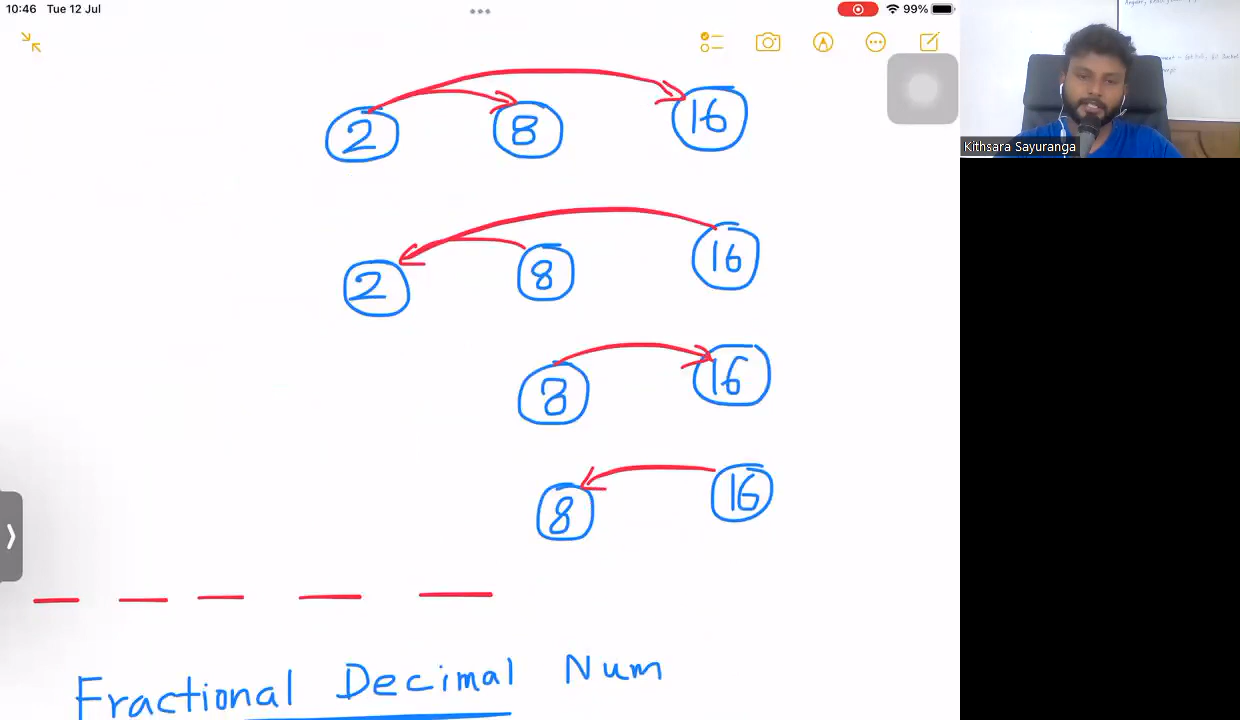 10:46 Tue 12 Jul
99%
2 8 16
2 8 16
8 16
8 16
Fractional Decimal Num
Kithsara Sayuranga